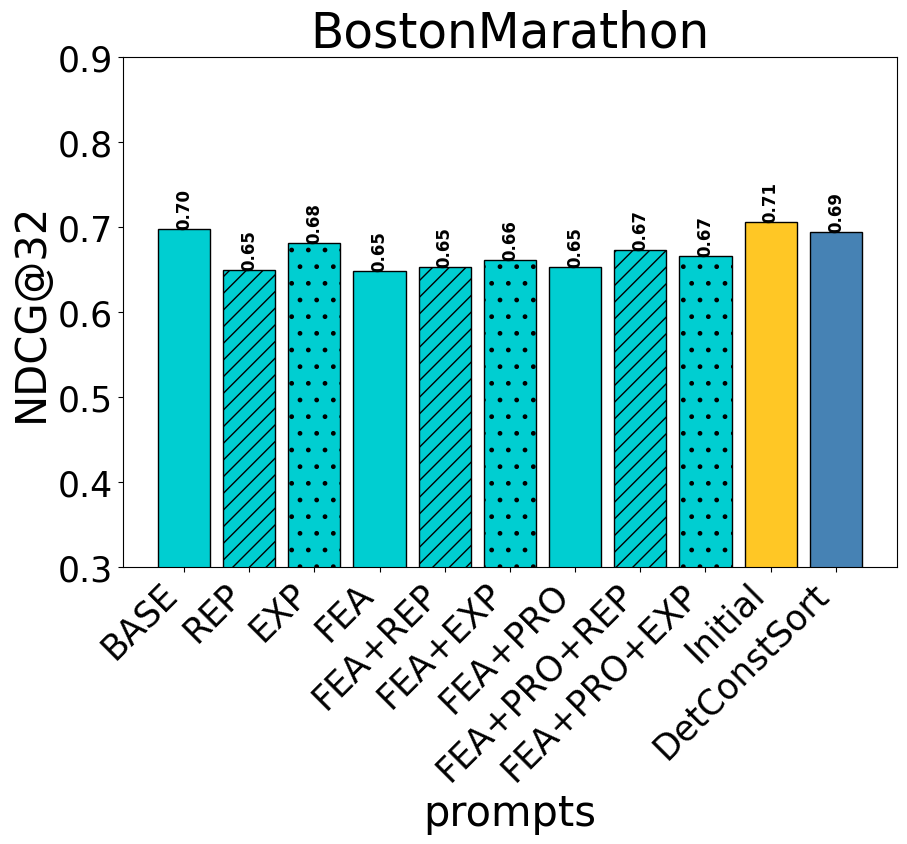 BostonMarathon
NDCG@32
0.9
0.8
0.7
0.6
0.5
0.4
0.3
0.70
0.65
0.68
0.65
0.65
0.66
0.65
0.67
0.67
0.71
0.69
BASE
REP
EXP
FEA
FEA+REP
FEA+EXP
FEA+PRO
FEA+PRO+REP
FEA+PRO+EXP
Initial
DetConstSort
prompts